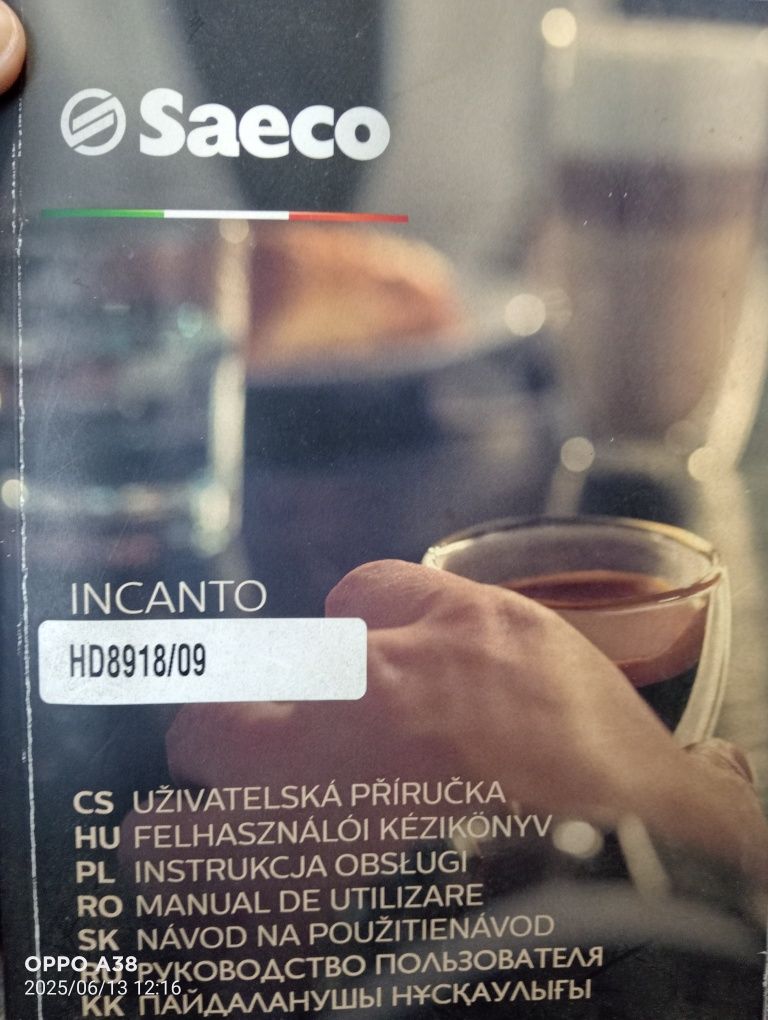 Saeco
INCANTO
HD8918/09
CS UŽIVATELSKÁ PŘÍRUČKA
HU FELHASZNÁLÓI KÉZIKÖNYV
PL INSTRUKCJA OBSŁUGI
RO MANUAL DE UTILIZARE
SK NÁVOD NA POUŽITIENÁVOD
РУКОВОДСТВО ПОЛЬЗОВАТЕЛЯ
OPPO A38
2025/06/13 12:16
KK ПАЙДАЛАНУШЫ НҰСҚАУЛЫҒЫ